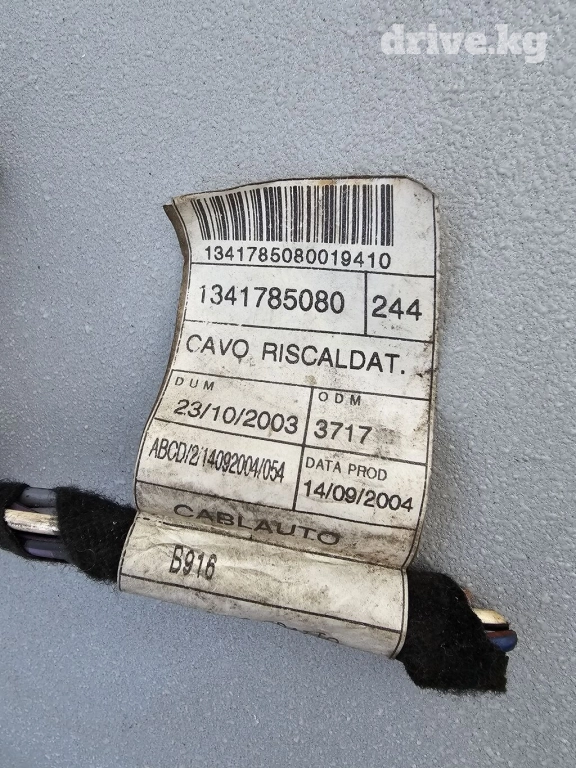 drive.kg
1341785080019410
1341785080 244
CAVO RISCALDAT.
DUM ODM
23/10/2003 3717
ABCD/2 14092004/054 DATA PROD
14/09/2004
CABLAUTO
B916